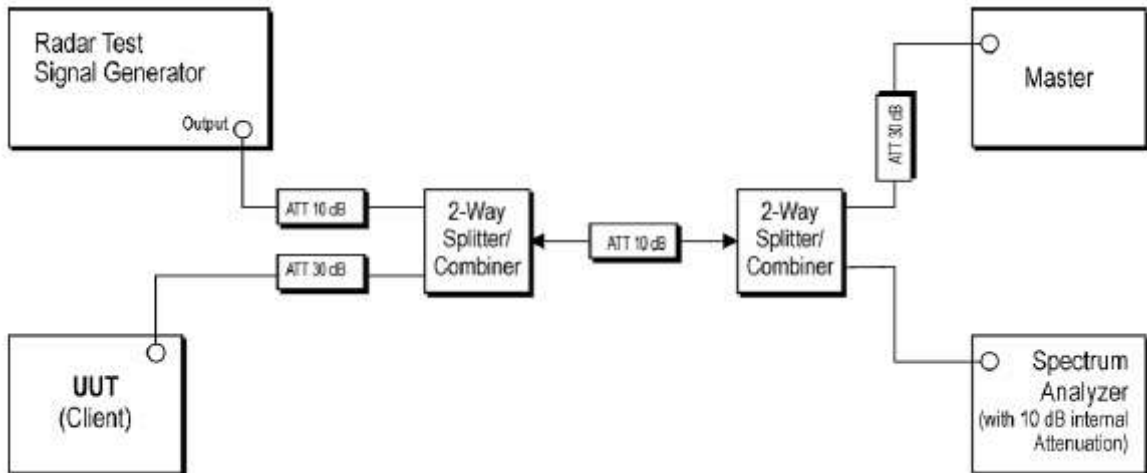 Radar Test
Signal Generator
Output
Master
ATT 30 dB
ATT 10 dB
2-Way
Splitter/
Combiner
ATT 10 dB
2-Way
Splitter/
Combiner
ATT 30 dB
UUT
(Client)
Spectrum
Analyzer
(with 10 dB internal
Attenuation)